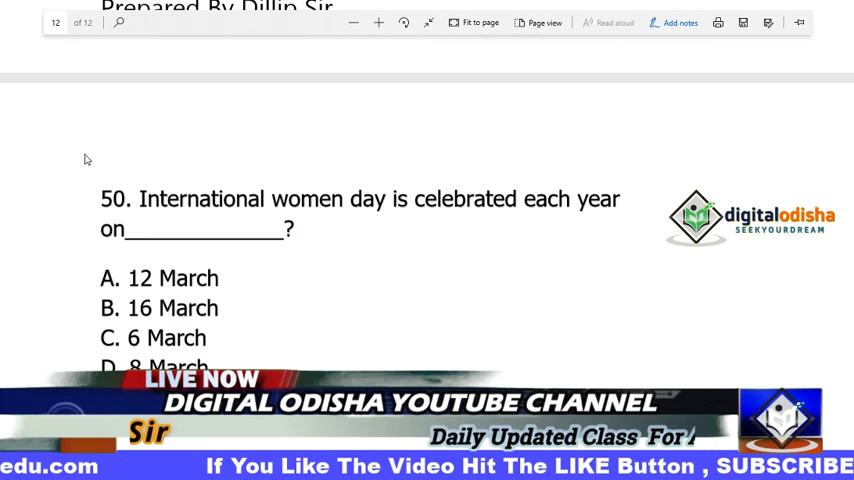 Prepared By Dillip Sir
12 of 12 Fit to page Page view Read aloud Add notes
50. International women day is celebrated each year
on_____________?
digitalodisha
SEEKYOURDREAM
A. 12 March
B. 16 March
C. 6 March
D. 8 March
LIVE NOW
DIGITAL ODISHA YOUTUBE CHANNEL
Sir
Daily Updated Class For
edu.com If You Like The Video Hit The LIKE Button , SUBSCRIBE